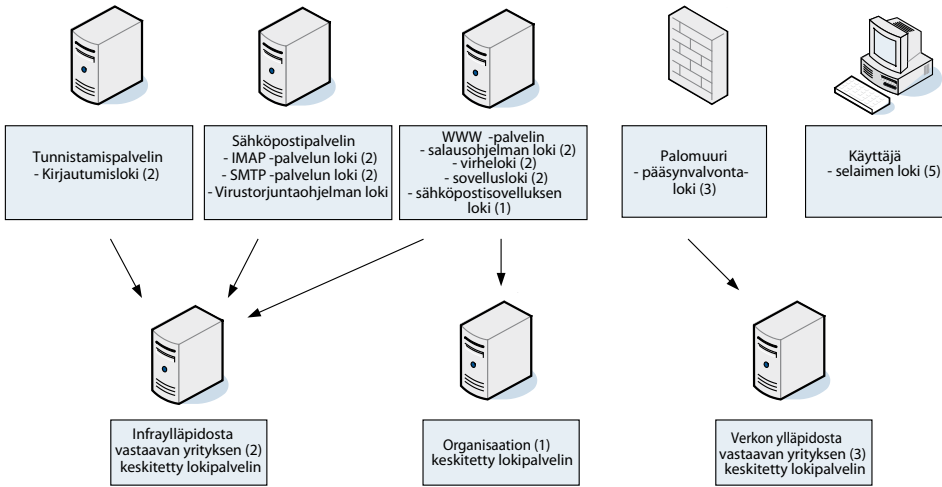 Tunnistamispalvelin
- Kirjautumisloki (2)
Sähköpostipalvelin
- IMAP -palvelun loki (2)
- SMTP -palvelun loki (2)
- Virustorjuntaohjelman loki
WWW -palvelin
- salausohjelman loki (2)
- virheloki (2)
- sovellusloki (2)
- sähköpostisovelluksen
loki (1)
Palomuuri
- pääsynvalvonta-
loki (3)
Käyttäjä
- selaimen loki (5)
Infraylläpidosta
vastaavan yrityksen (2)
keskitetty lokipalvelin
Organisaation (1)
keskitetty lokipalvelin
Verkon ylläpidosta
vastaavan yrityksen (3)
keskitetty lokipalvelin